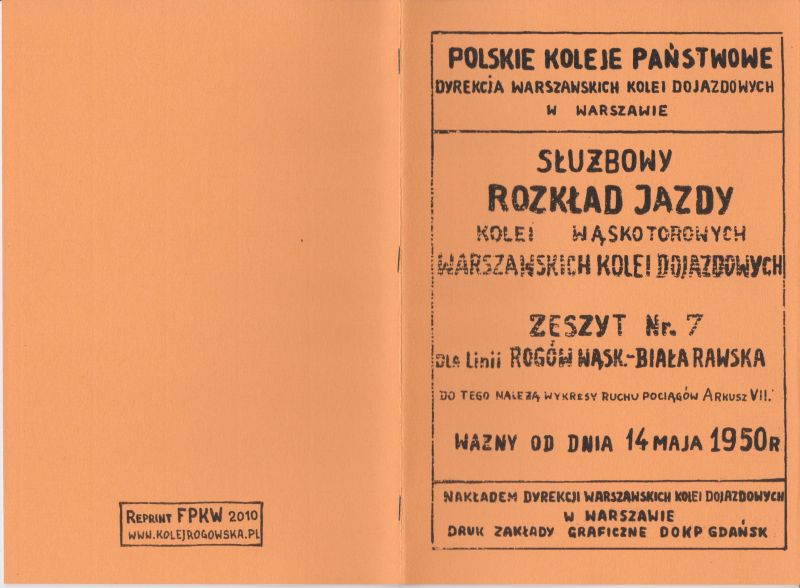 POLSKIE KOLEJE PAŃSTWOWE
DYREKCJA WARSZAWSKICH KOLEI DOJAZDOWYCH
W WARSZAWIE
SŁUŻBOWY
ROZKŁAD JAZDY
KOLEI WĄSKOTOROWYCH
WARSZAWSKICH KOLEI DOJAZDOWYCH
ZESZYT Nr. 7
DLA Linii ROGÓW WĄSK.-BIAŁA RAWSKA
DO TEGO NALEŻĄ WYKRESY RUCHU POCIĄGÓW ARKUSZ VII.
WAŻNY OD DNIA 14 MAJA 1950 R
NAKŁADEM DYREKCJI WARSZAWSKICH KOLEI DOJAZDOWYCH
W WARSZAWIE
DRUK ZAKŁADY GRAFICZNE DOKP GDAŃSK
REPRINT FPKW 2010
WWW.KOLEJROGOWSKA.PL